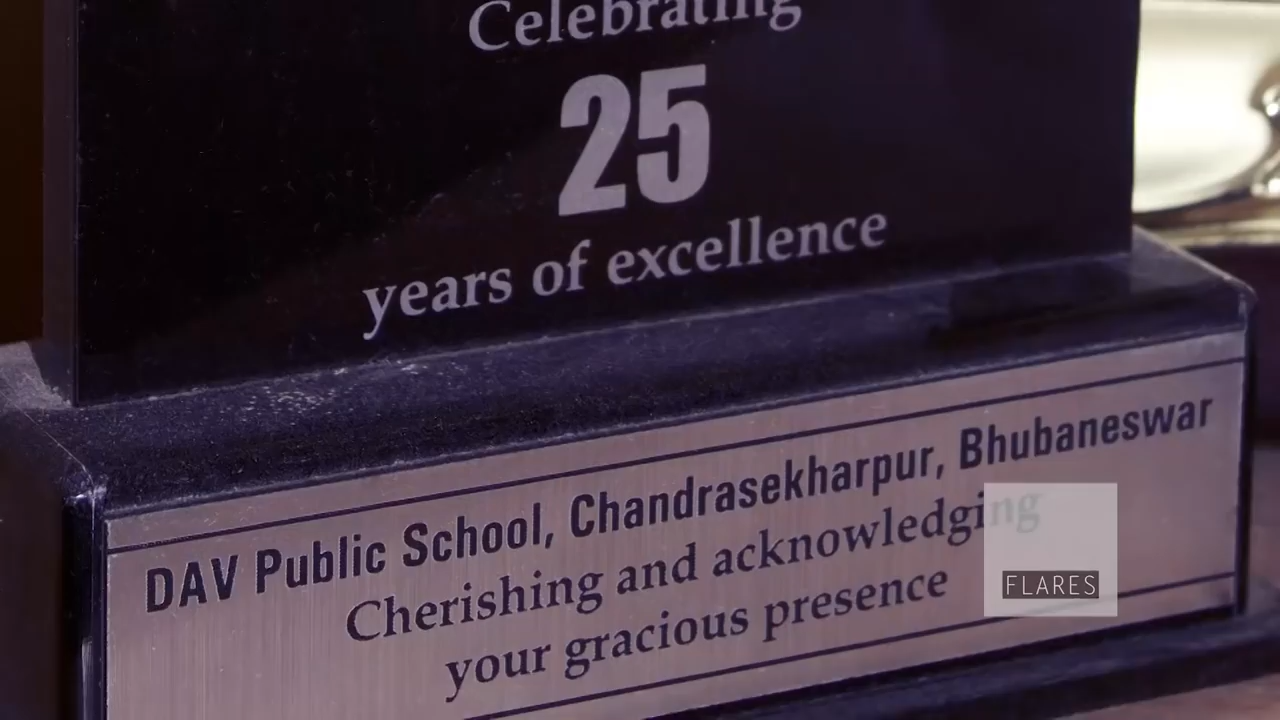 Celebrating
25
years of excellence
DAV Public School, Chandrasekharpur, Bhubaneswar
Cherishing and acknowledging
your gracious presence
FLARES